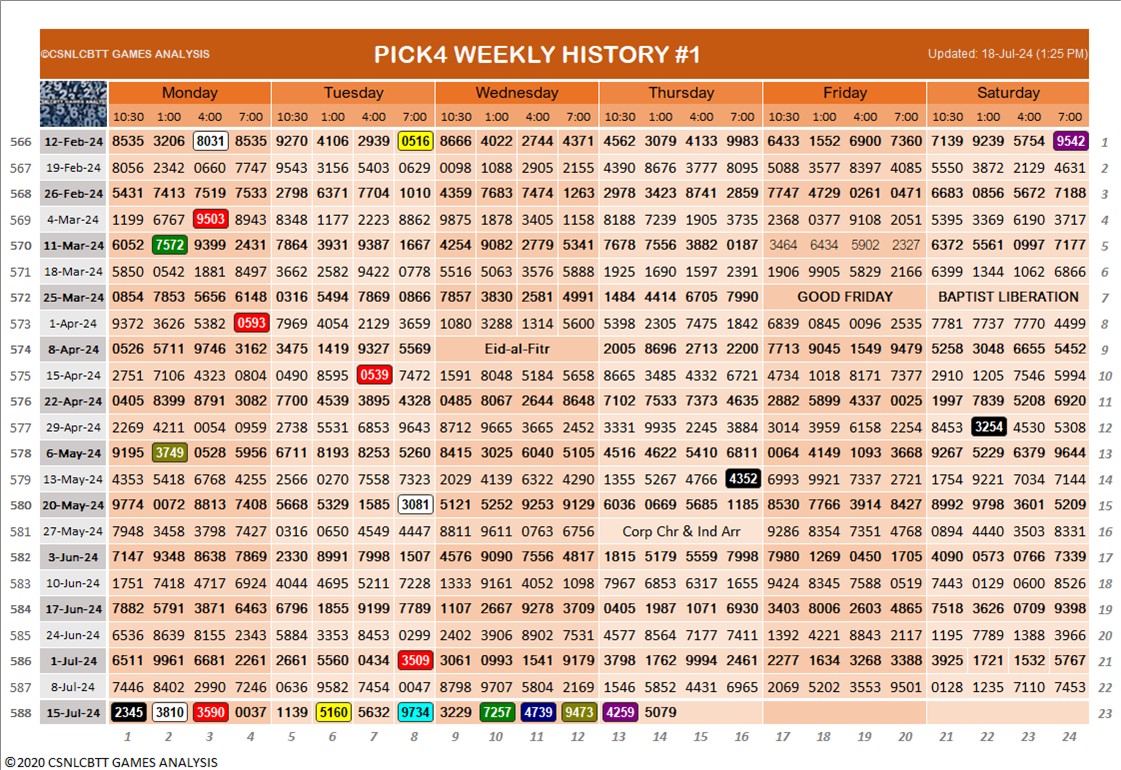 ©CSNLCBTT GAMES ANALYSIS PICK4 WEEKLY HISTORY #1 Updated: 18-Jul-24 (1:25 PM)
Monday Tuesday Wednesday Thursday Friday Saturday
10:30 1:00 4:00 7:00 10:30 1:00 4:00 7:00 10:30 1:00 4:00 7:00 10:30 1:00 4:00 7:00 10:30 1:00 4:00 7:00 10:30 1:00 4:00 7:00
566 12-Feb-24 8535 3206 8031 8535 9270 4106 2939 0516 8666 4022 2744 4371 4562 3079 4133 9983 6433 1552 6900 7360 7139 9239 5754 9542 1
567 19-Feb-24 8056 2342 0660 7747 9543 3156 5403 0629 0098 1088 2905 2155 4390 8676 3777 8095 5088 3577 8397 4085 5550 3872 2129 4631 2
568 26-Feb-24 5431 7413 7519 7533 2798 6371 7704 1010 4359 7683 7474 1263 2978 3423 8741 2859 7747 4729 0261 0471 6683 0856 5672 7188 3
569 4-Mar-24 1199 6767 9503 8943 8348 1177 2223 8862 9875 1878 3405 1158 8188 7239 1905 3735 2368 0377 9108 2051 5395 3369 6190 3717 4
570 11-Mar-24 6052 7572 9399 2431 7864 3931 9387 1667 4254 9082 2779 5341 7678 7556 3882 0187 3464 6434 5902 2327 6372 5561 0997 7177 5
571 18-Mar-24 5850 0542 1881 8497 3662 2582 9422 0778 5516 5063 3576 5888 1925 1690 1597 2391 1906 9905 5829 2166 6399 1344 1062 6866 6
572 25-Mar-24 0854 7853 5656 6148 0316 5494 7869 0866 7857 3830 2581 4991 1484 4414 6705 7990 GOOD FRIDAY BAPTIST LIBERATION 7
573 1-Apr-24 9372 3626 5382 0593 7969 4054 2129 3659 1080 3288 1314 5600 5398 2305 7475 1842 6839 0845 0096 2535 7781 7737 7770 4499 8
574 8-Apr-24 0526 5711 9746 3162 3475 1419 9327 5569 Eid-al-Fitr 2005 8696 2713 2200 7713 9045 1549 9479 5258 3048 6655 5452 9
575 15-Apr-24 2751 7106 4323 0804 0490 8595 0539 7472 1591 8048 5184 5658 8665 3485 4332 6721 4734 1018 8171 7377 2910 1205 7546 5994 10
576 22-Apr-24 0405 8399 8791 3082 7700 4539 3895 4328 0485 8067 2644 8648 7102 7533 7373 4635 2882 5899 4337 0025 1997 7839 5208 6920 11
577 29-Apr-24 2269 4211 0054 0959 2738 5531 6853 9643 8712 9665 3665 2452 3331 9935 2245 3884 3014 3959 6158 2254 8453 3254 4530 5308 12
578 6-May-24 9195 3749 0528 5956 6711 8193 8253 5260 8415 3025 6040 5105 4516 4622 5410 6811 0064 4149 1093 3668 9267 5229 6379 9644 13
579 13-May-24 4353 5418 6768 4255 2566 0270 7558 7323 2029 4139 6322 4290 1355 5267 4766 4352 6993 9921 7337 2721 1754 9221 7034 7144 14
580 20-May-24 9774 0072 8813 7408 5668 5329 1585 3081 5121 5252 9253 9129 6036 0669 5685 1185 8530 7766 3914 8427 8992 9798 3601 5209 15
581 27-May-24 7948 3458 3798 7427 0316 0650 4549 4447 8811 9611 0763 6756 Corp Chr & Ind Arr 9286 8354 7351 4768 0894 4440 3503 8331 16
582 3-Jun-24 7147 9348 8638 7869 2330 8991 7998 1507 4576 9090 7556 4817 1815 5179 5559 7998 7980 1269 0450 1705 4090 0573 0766 7339 17
583 10-Jun-24 1751 7418 4717 6924 4044 4695 5211 7228 1333 9161 4052 1098 7967 6853 6317 1655 9424 8345 7588 0519 7443 0129 0600 8526 18
584 17-Jun-24 7882 5791 3871 6463 6796 1855 9199 7789 1107 2667 9278 3709 0405 1987 1071 6930 3403 8006 2603 4865 7518 3626 0709 9398 19
585 24-Jun-24 6536 8639 8155 2343 5884 3353 8453 0299 2402 3906 8902 7531 4577 8564 7177 7411 1392 4221 8843 2117 1195 7789 1388 3966 20
586 1-Jul-24 6511 9961 6681 2261 2661 5560 0434 3509 3061 0993 1541 9179 3798 1762 9994 2461 2277 1634 3268 3388 3925 1721 1532 5767 21
587 8-Jul-24 7446 8402 2990 7246 0636 9582 7454 0047 8798 9707 5804 2169 1546 5852 4431 6965 2069 5202 3553 9501 0128 1235 7110 7453 22
588 15-Jul-24 2345 3810 3590 0037 1139 5160 5632 9734 3229 7257 4739 9473 4259 5079 23
1 2 3 4 5 6 7 8 9 10 11 12 13 14 15 16 17 18 19 20 21 22 23 24
©2020 CSNLCBTT GAMES ANALYSIS